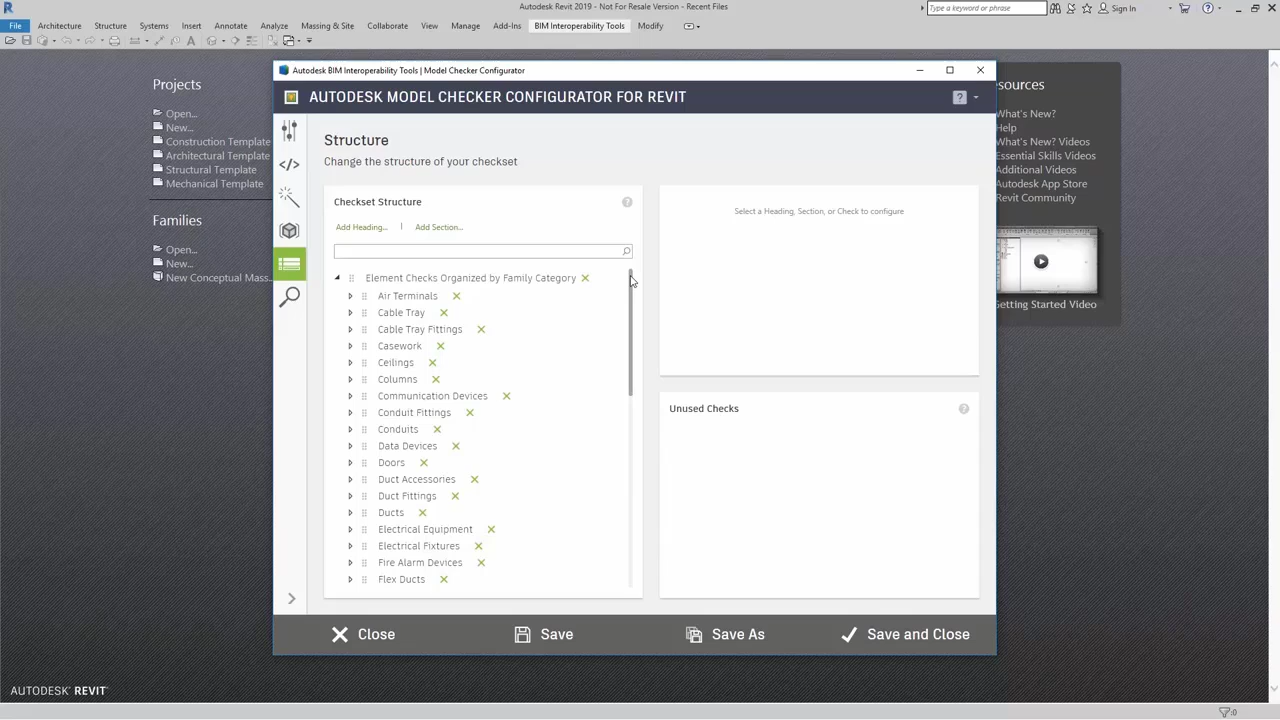 Autodesk Revit 2019 - Not For Resale Version - Recent Files
Type a keyword or phrase
Sign In
File Architecture Structure Systems Insert Annotate Analyze Massing & Site Collaborate View Manage Add-Ins BIM Interoperability Tools Modify
Projects
Open...
New...
Construction Template
Architectural Template
Structural Template
Mechanical Template
Families
Open...
New...
New Conceptual Mass...
Autodesk BIM Interoperability Tools | Model Checker Configurator
AUTODESK MODEL CHECKER CONFIGURATOR FOR REVIT
?
Structure
Change the structure of your checkset
Checkset Structure
?
Add Heading... | Add Section...
Element Checks Organized by Family Category
Air Terminals
Cable Tray
Cable Tray Fittings
Casework
Ceilings
Columns
Communication Devices
Conduit Fittings
Conduits
Data Devices
Doors
Duct Accessories
Duct Fittings
Ducts
Electrical Equipment
Electrical Fixtures
Fire Alarm Devices
Flex Ducts
Select a Heading, Section, or Check to configure
Unused Checks
?
Close
Save
Save As
Save and Close
sources
What's New?
Help
What's New? Videos
Essential Skills Videos
Additional Videos
Autodesk App Store
Revit Community
Getting Started Video
AUTODESK® REVIT®
:0